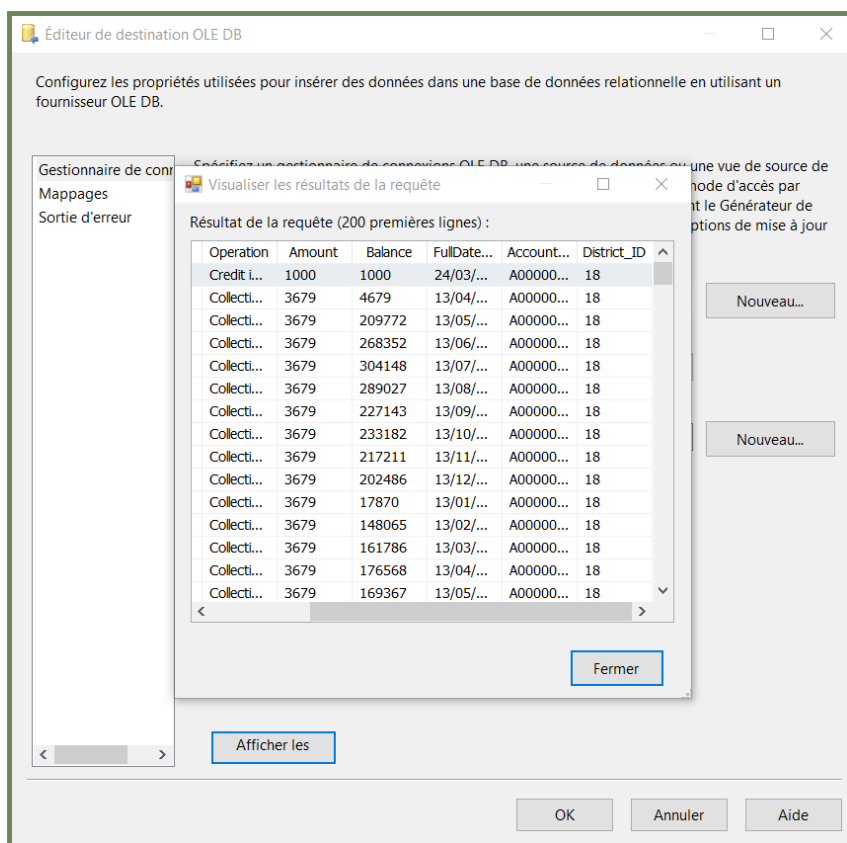 Éditeur de destination OLE DB
Configurez les propriétés utilisées pour insérer des données dans une base de données relationnelle en utilisant un
fournisseur OLE DB.
Gestionnaire de conr
Spécifiez un gestionnaire de connexions OLE DB, une source de données ou une vue de source de
Mappages
mode d'accès par
Sortie d'erreur
nt le Générateur de
ptions de mise à jour
Visualiser les résultats de la requête
Résultat de la requête (200 premières lignes) :
Operation Amount Balance FullDate... Account... District_ID
Credit i... 1000 1000 24/03/... A00000... 18
Collecti... 3679 4679 13/04/... A00000... 18
Collecti... 3679 209772 13/05/... A00000... 18
Collecti... 3679 268352 13/06/... A00000... 18
Collecti... 3679 304148 13/07/... A00000... 18
Collecti... 3679 289027 13/08/... A00000... 18
Collecti... 3679 227143 13/09/... A00000... 18
Collecti... 3679 233182 13/10/... A00000... 18
Collecti... 3679 217211 13/11/... A00000... 18
Collecti... 3679 202486 13/12/... A00000... 18
Collecti... 3679 17870 13/01/... A00000... 18
Collecti... 3679 148065 13/02/... A00000... 18
Collecti... 3679 161786 13/03/... A00000... 18
Collecti... 3679 176568 13/04/... A00000... 18
Collecti... 3679 169367 13/05/... A00000... 18
Fermer
Nouveau...
Nouveau...
Afficher les
OK Annuler Aide